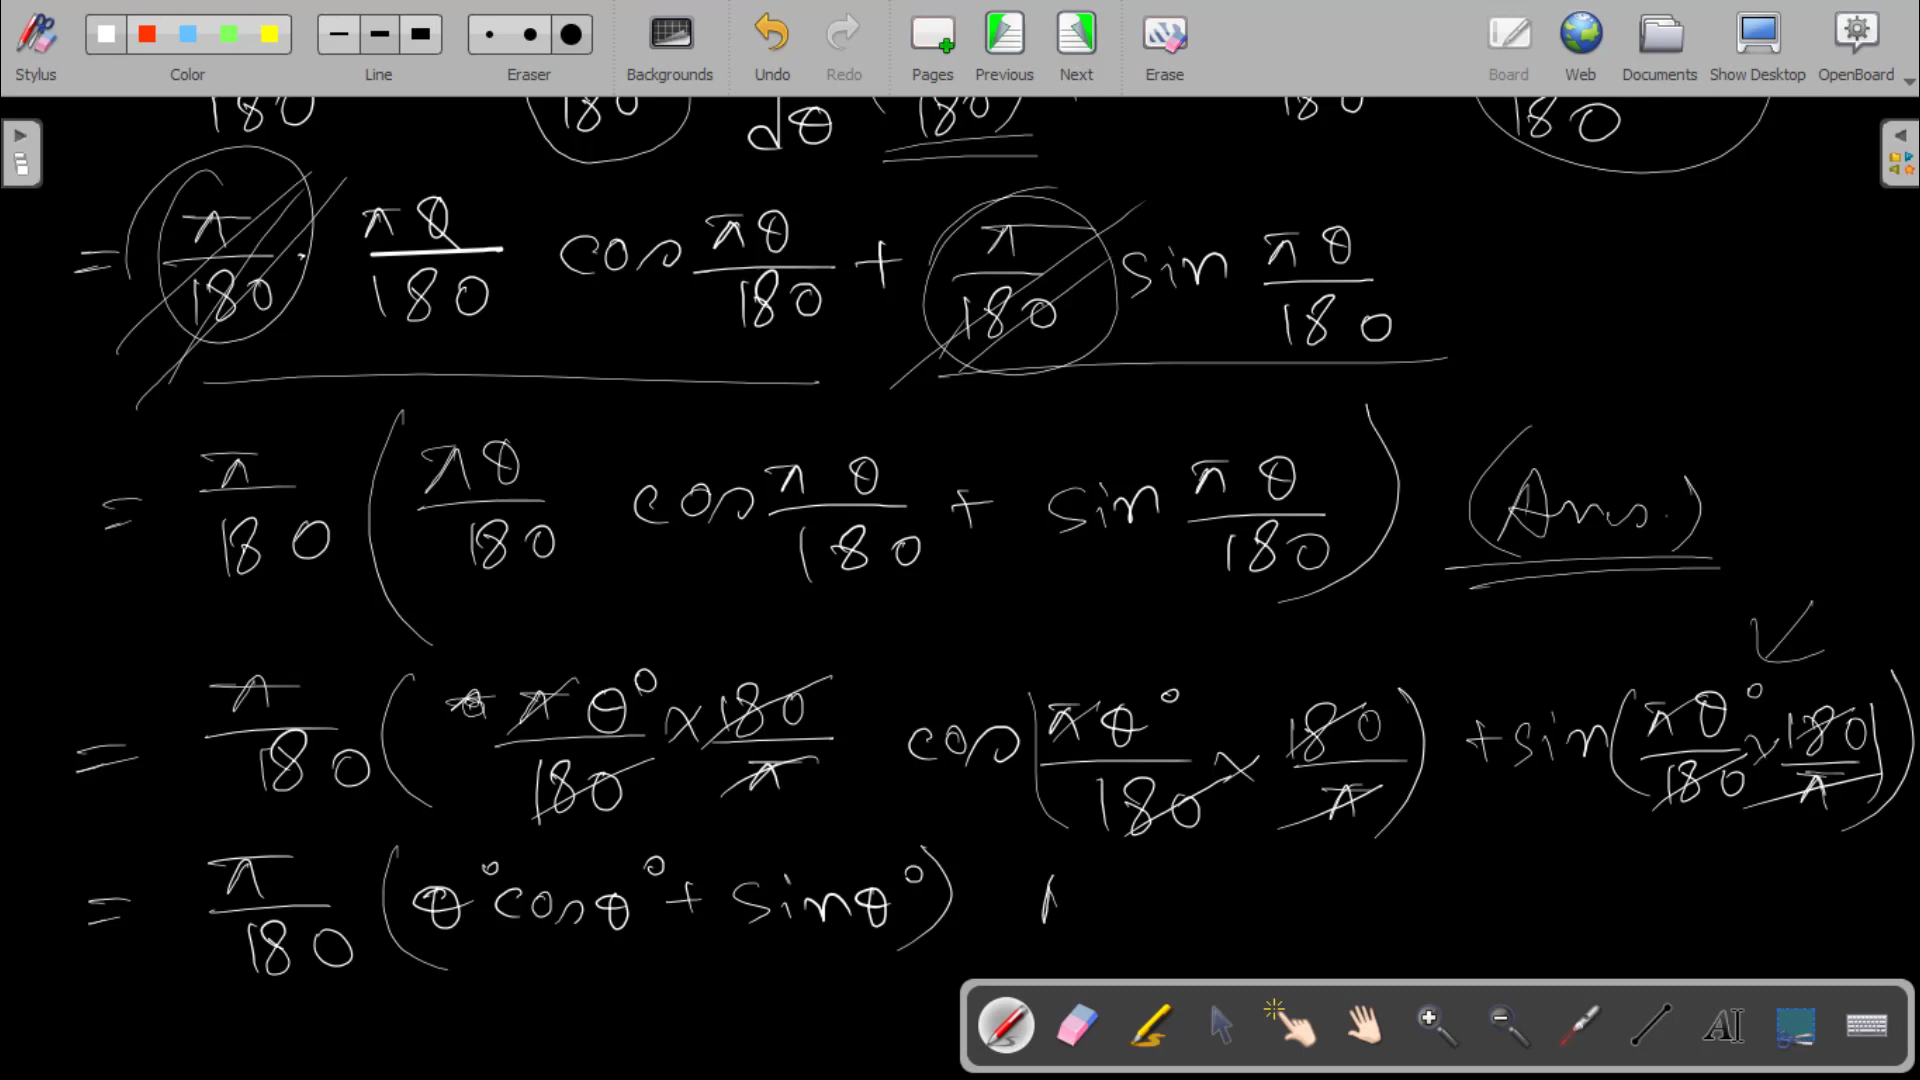 Stylus Color Line Eraser Backgrounds Undo Redo Pages Previous Next Erase Board Web Documents Show Desktop OpenBoard
180 180 dθ 180 180 180
= ( π/180 πθ/180 cos πθ/180 + π/180 sin πθ/180
= π/180 ( πθ/180 cos πθ/180 + sin πθ/180 ) (Ans.)
= π/180 ( πθ°/180 × 180/π cos( πθ°/180 × 180/π ) + sin( πθ°/180 × 180/π ))
= π/180 ( θ° cos θ° + sin θ° )
AI